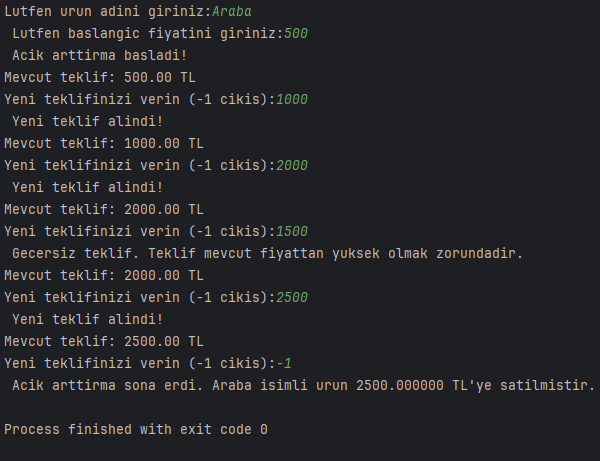 Lutfen urun adini giriniz:Araba
Lutfen baslangic fiyatini giriniz:500
Acik arttirma basladi!
Mevcut teklif: 500.00 TL
Yeni teklifinizi verin (-1 cikis):1000
Yeni teklif alindi!
Mevcut teklif: 1000.00 TL
Yeni teklifinizi verin (-1 cikis):2000
Yeni teklif alindi!
Mevcut teklif: 2000.00 TL
Yeni teklifinizi verin (-1 cikis):1500
Gecersiz teklif. Teklif mevcut fiyattan yuksek olmak zorundadir.
Mevcut teklif: 2000.00 TL
Yeni teklifinizi verin (-1 cikis):2500
Yeni teklif alindi!
Mevcut teklif: 2500.00 TL
Yeni teklifinizi verin (-1 cikis):-1
Acik arttirma sona erdi. Araba isimli urun 2500.000000 TL'ye satilmistir.
Process finished with exit code 0